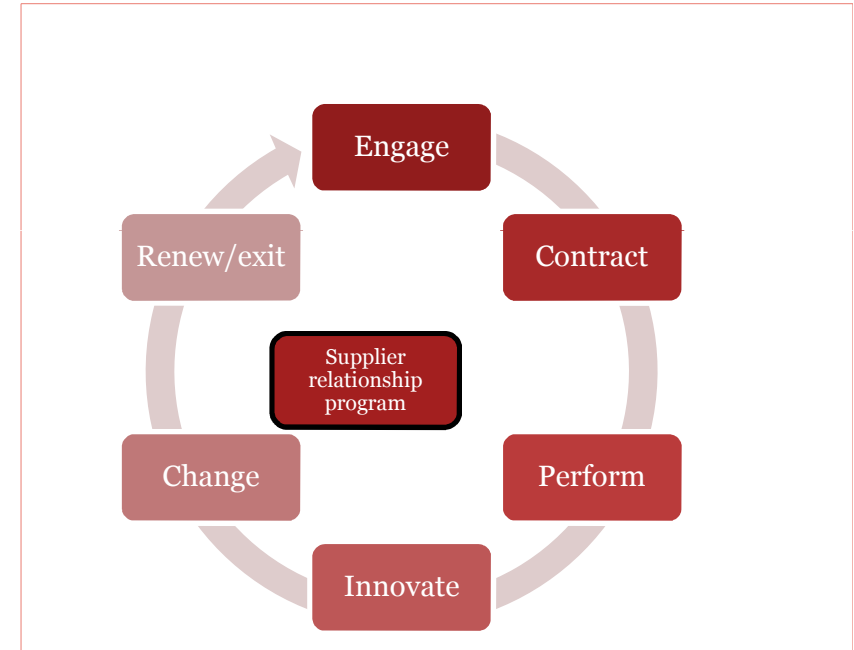 Engage
Contract
Perform
Innovate
Change
Renew/exit
Supplier
relationship
program